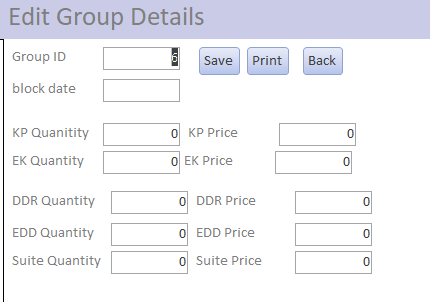 Edit Group Details
Group ID 6 Save Print Back
block date
KP Quanitity 0 KP Price 0
EK Quantity 0 EK Price 0
DDR Quantity 0 DDR Price 0
EDD Quantity 0 EDD Price 0
Suite Quantity 0 Suite Price 0